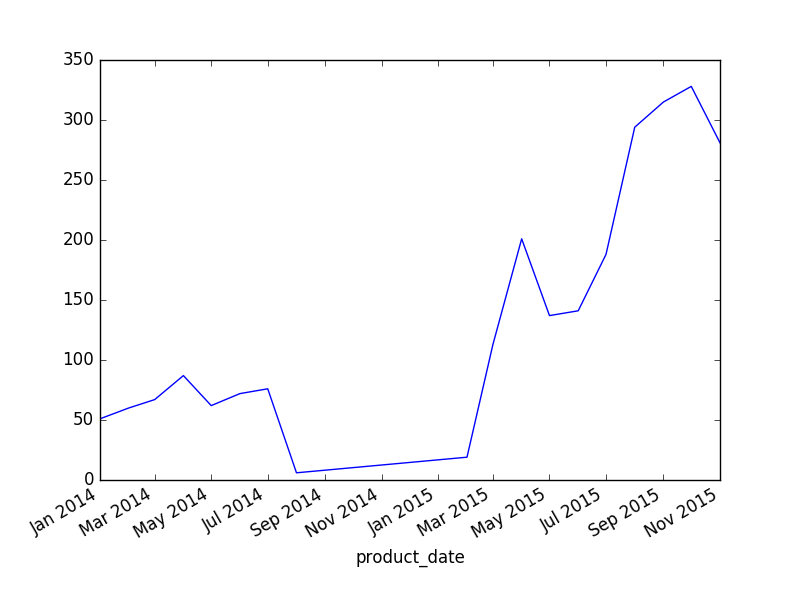 350
300
250
200
150
100
50
0
Jan 2014
Mar 2014
May 2014
Jul 2014
Sep 2014
Nov 2014
Jan 2015
Mar 2015
May 2015
Jul 2015
Sep 2015
Nov 2015
product_date